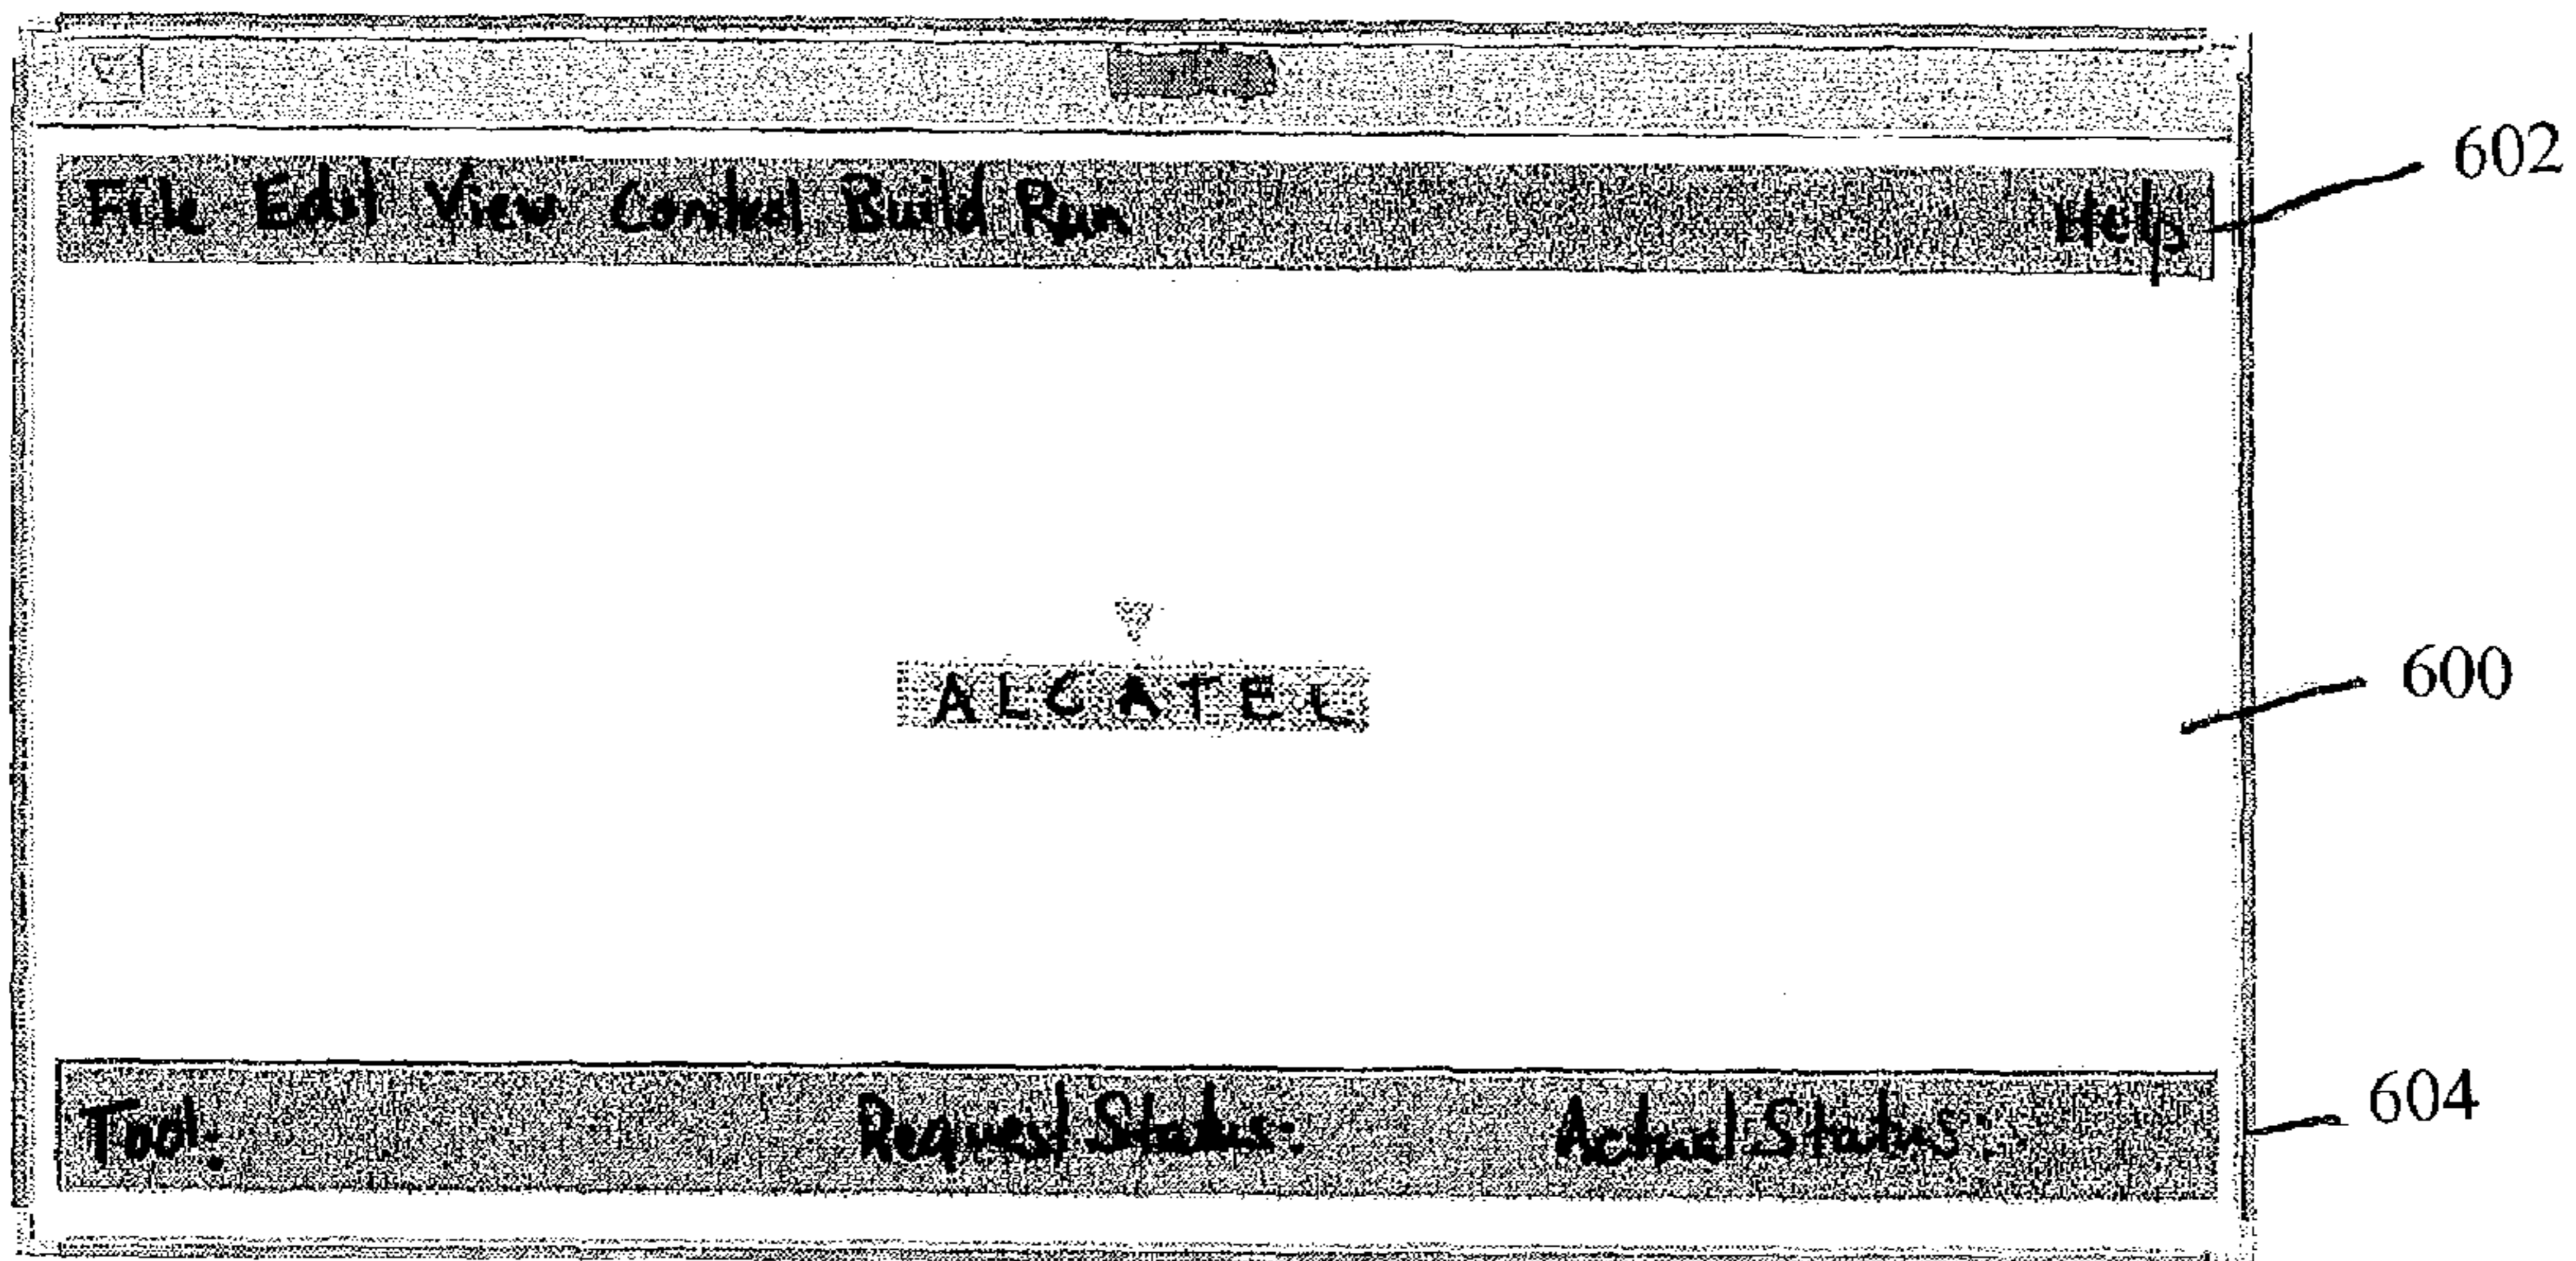 File Edit View Control Build Run Help
602
ALCATEL
600
Tool: Request Status: Actual Status:
604